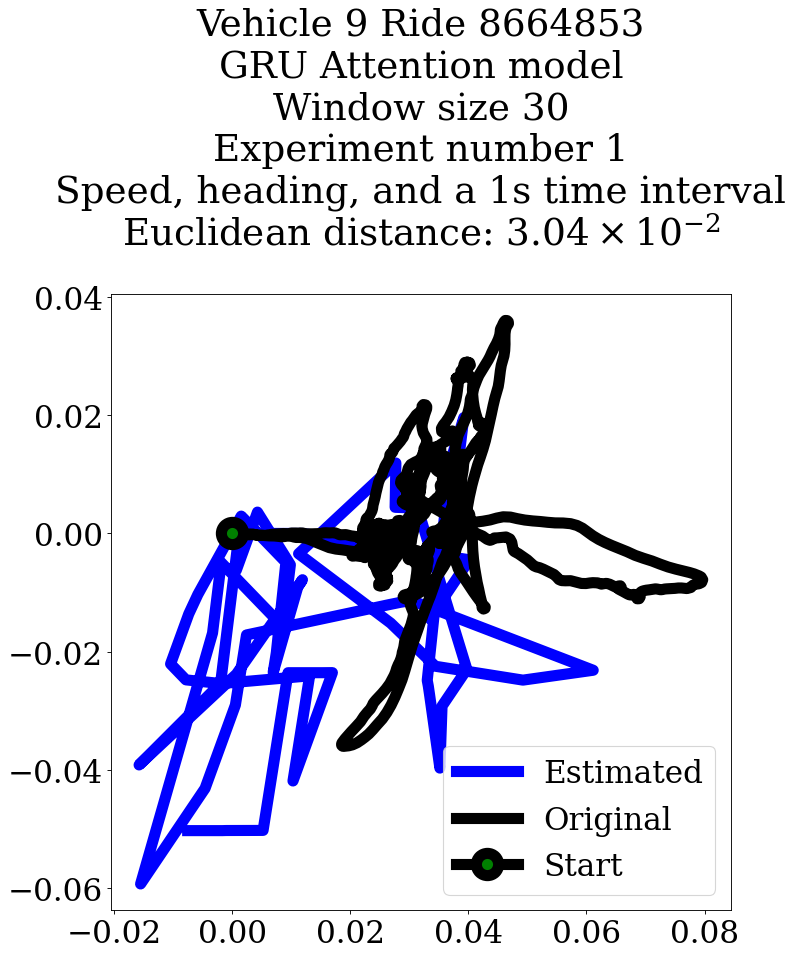 Vehicle 9 Ride 8664853
GRU Attention model
Window size 30
Experiment number 1
Speed, heading, and a 1s time interval
Euclidean distance: 3.04 × 10⁻²
0.04
0.02
0.00
−0.02
−0.04
−0.06
Estimated
Original
Start
−0.02 0.00 0.02 0.04 0.06 0.08